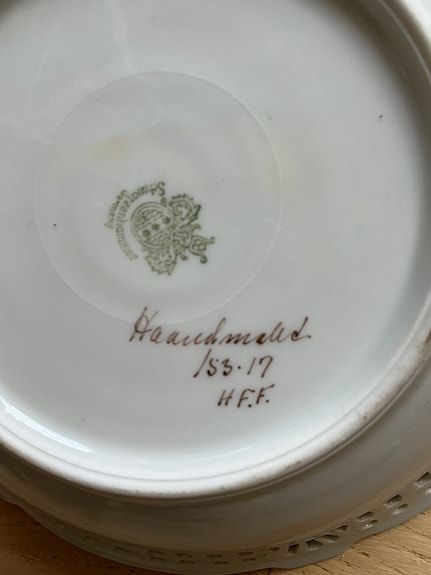 Schwarzenhammer
Germany
Haandmalet
153-17
H.F.F.